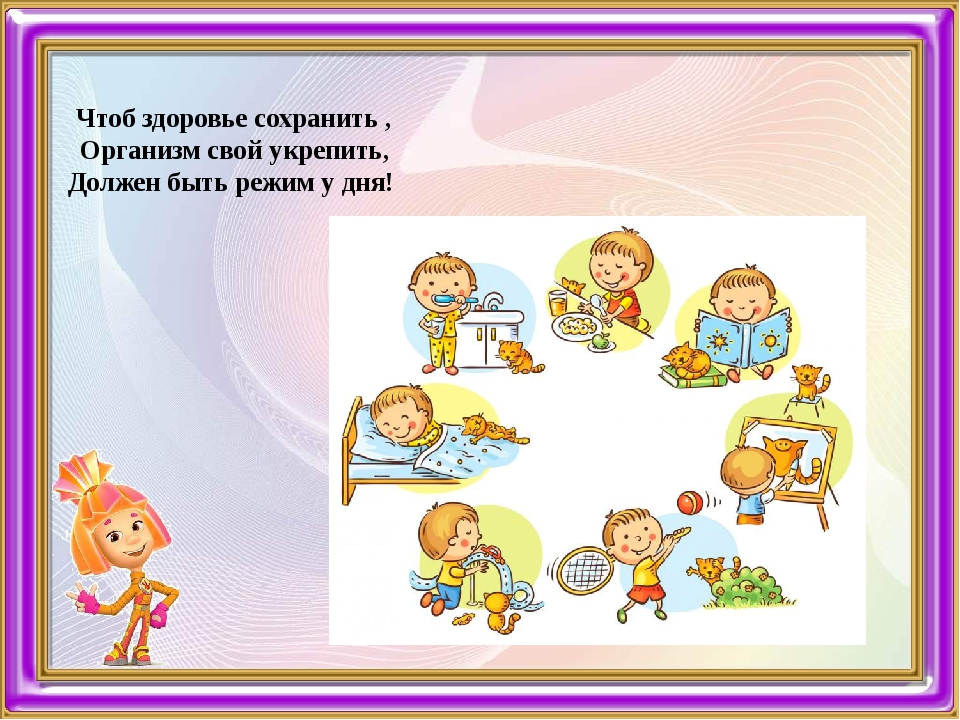 Чтоб здоровье сохранить ,
Организм свой укрепить,
Должен быть режим у дня!